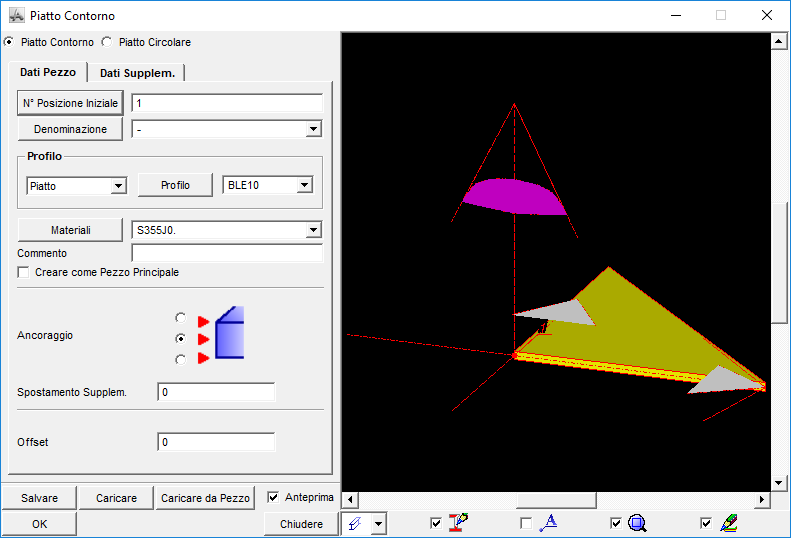 Piatto Contorno
Piatto Contorno Piatto Circolare
Dati Pezzo Dati Supplem.
N° Posizione Iniziale 1
Denominazione -
Profilo
Piatto Profilo BLE10
Materiali S355J0.
Commento
Creare come Pezzo Principale
Ancoraggio
Spostamento Supplem. 0
Offset 0
Salvare Caricare Caricare da Pezzo Anteprima
OK Chiudere